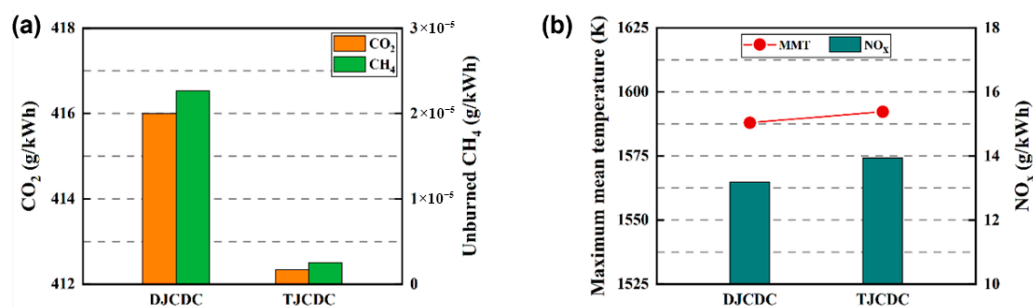 (a)
CO₂ (g/kWh)
418
416
414
412
CO₂
CH₄
3×10⁻⁵
2×10⁻⁵
1×10⁻⁵
0
Unburned CH₄ (g/kWh)
DJCDC
TJCDC
(b)
Maximum mean temperature (K)
1625
1600
1575
1550
1525
MMT
NOₓ
18
16
14
12
10
NOₓ (g/kWh)
DJCDC
TJCDC